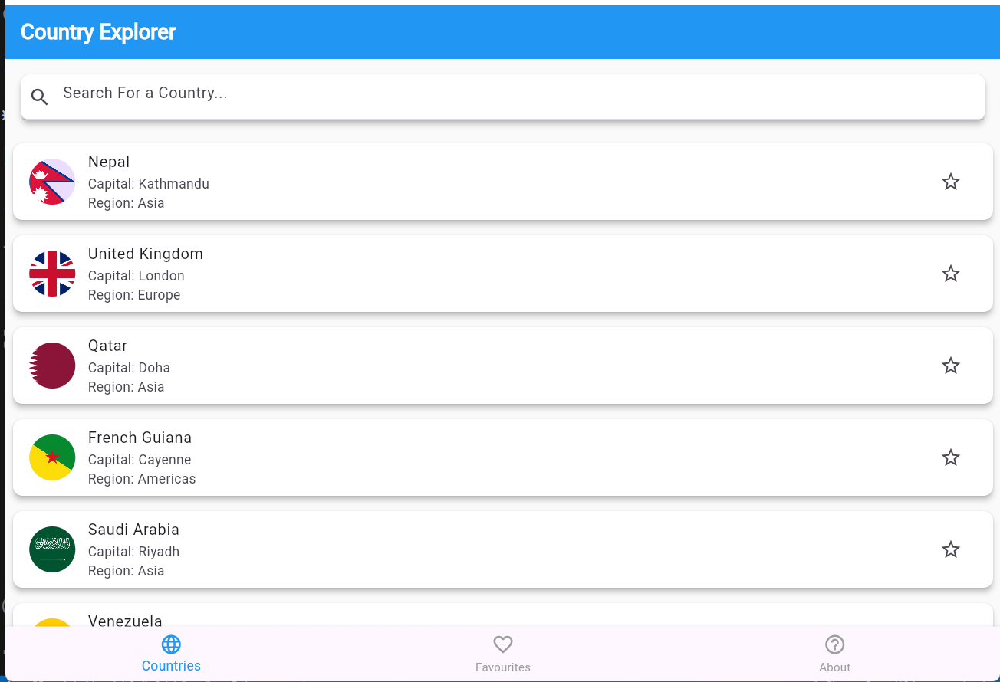 Country Explorer
Search For a Country...
Nepal
Capital: Kathmandu
Region: Asia
United Kingdom
Capital: London
Region: Europe
Qatar
Capital: Doha
Region: Asia
French Guiana
Capital: Cayenne
Region: Americas
Saudi Arabia
Capital: Riyadh
Region: Asia
Venezuela
Countries
Favourites
About